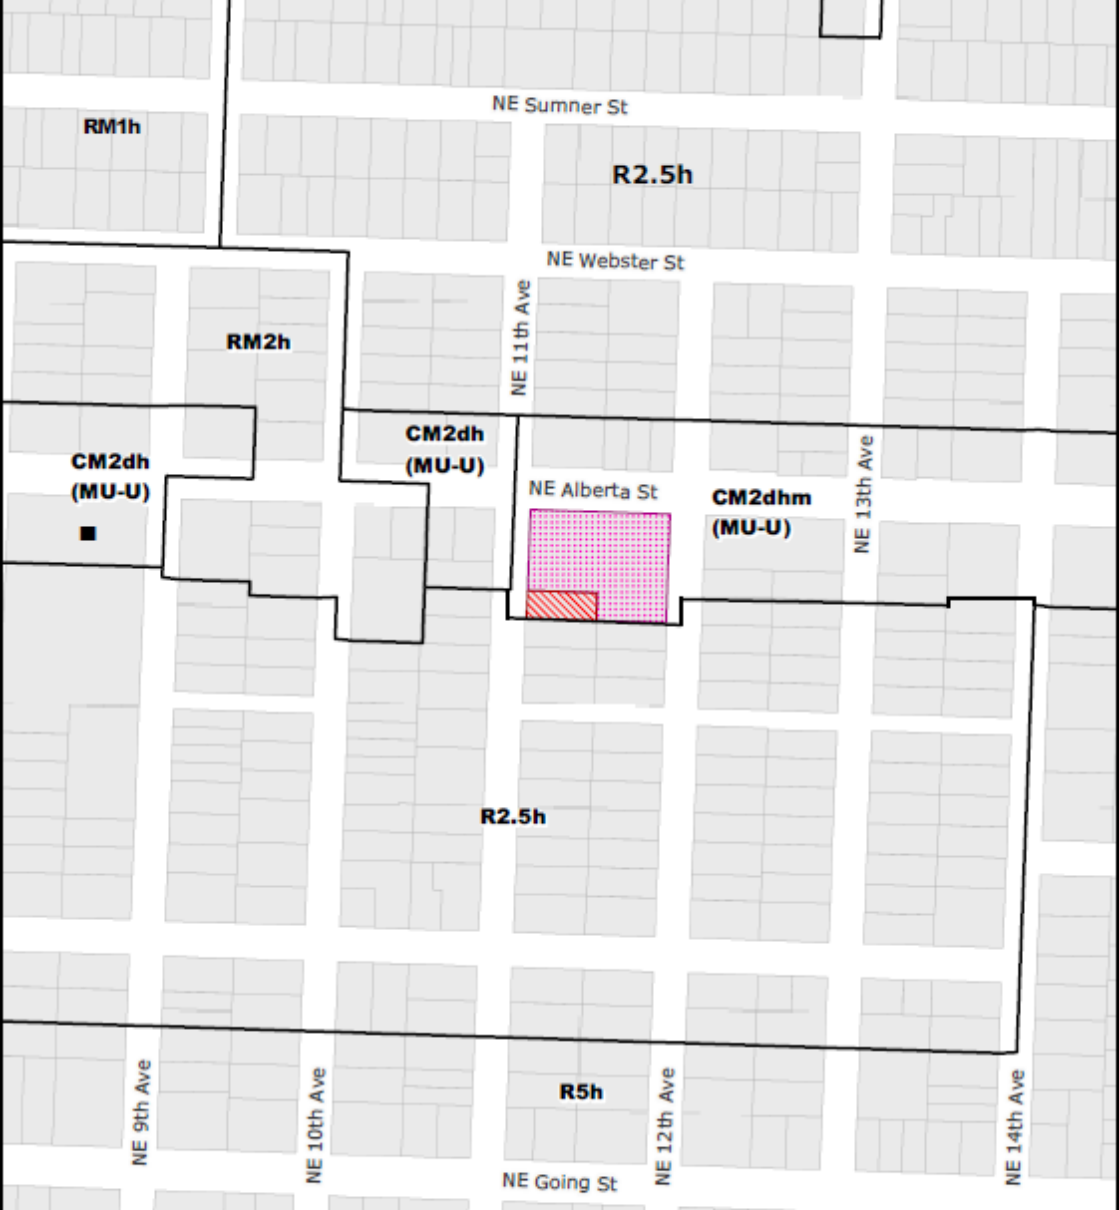 NE Sumner St
RM1h
R2.5h
NE Webster St
NE 11th Ave
RM2h
CM2dh
(MU-U)
CM2dh
(MU-U)
NE Alberta St
CM2dhm
(MU-U)
NE 13th Ave
R2.5h
R5h
NE 9th Ave
NE 10th Ave
NE 12th Ave
NE 14th Ave
NE Going St